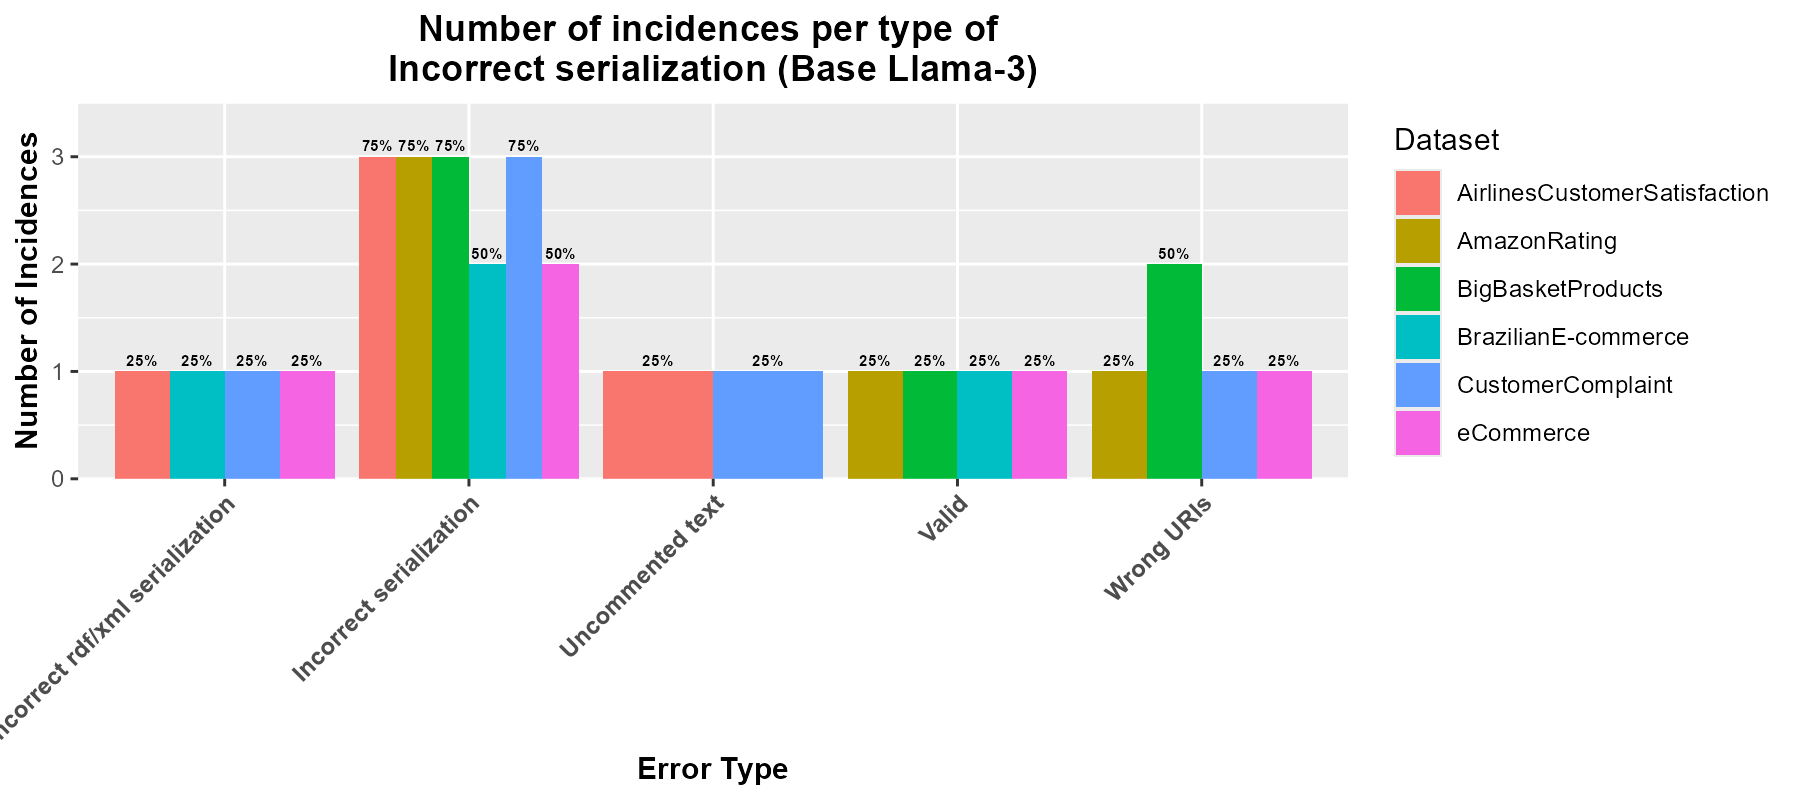 Number of incidences per type of
Incorrect serialization (Base Llama-3)
Number of Incidences
3
2
1
0
25% 25% 25% 25%
75% 75% 75% 50% 75% 50%
25% 25%
25% 25% 25% 25%
25% 50% 25% 25%
ncorrect rdf/xml serialization
Incorrect serialization
Uncommented text
Valid
Wrong URIs
Error Type
Dataset
AirlinesCustomerSatisfaction
AmazonRating
BigBasketProducts
BrazilianE-commerce
CustomerComplaint
eCommerce